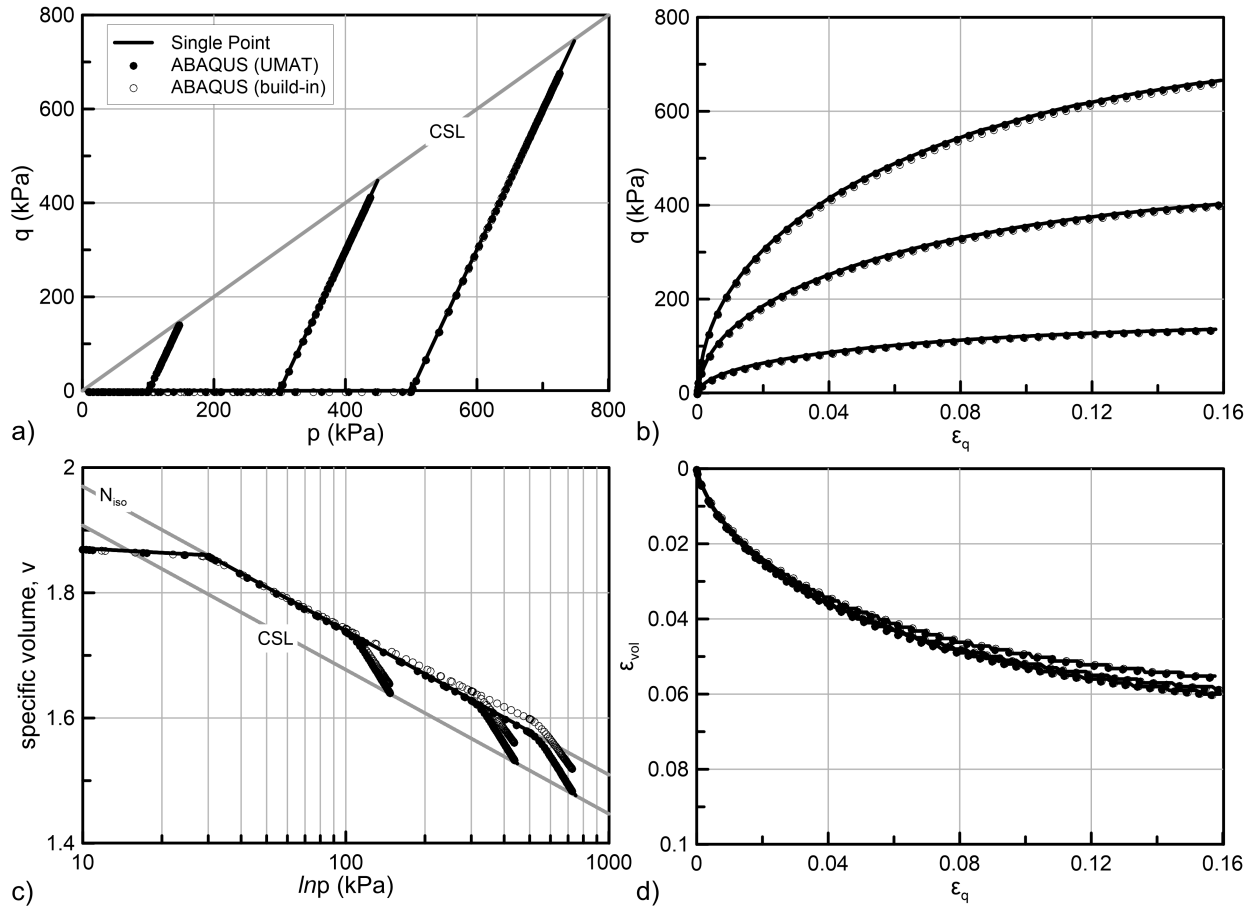 800
600
400
200
0
q (kPa)
Single Point
ABAQUS (UMAT)
ABAQUS (build-in)
CSL
0
200
400
600
800
p (kPa)
a)
800
600
400
200
0
q (kPa)
0
0.04
0.08
0.12
0.16
εq
b)
2
1.8
1.6
1.4
specific volume, v
Niso
CSL
10
100
1000
lnp (kPa)
c)
0
0.02
0.04
0.06
0.08
0.1
εvol
0
0.04
0.08
0.12
0.16
εq
d)